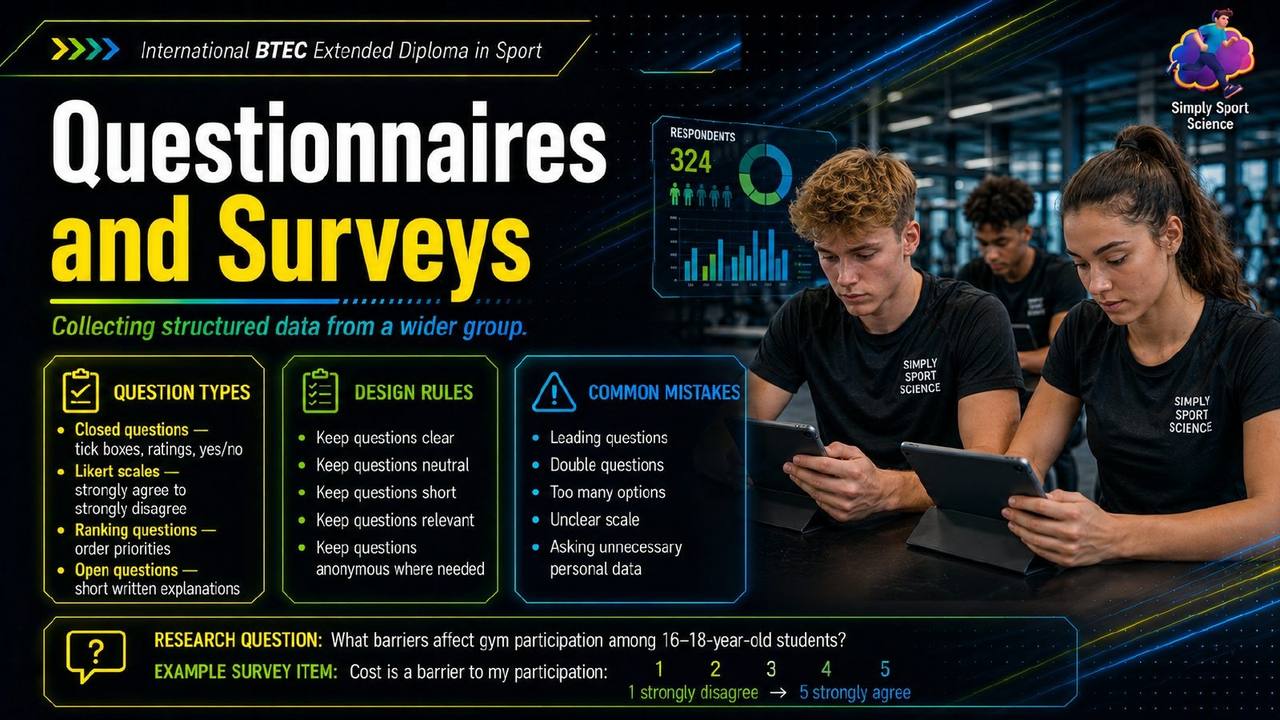 International BTEC Extended Diploma in Sport
Simply Sport
Science
Questionnaires
and Surveys
Collecting structured data from a wider group.
RESPONDENTS
324
QUESTION TYPES
• Closed questions —
tick boxes, ratings, yes/no
• Likert scales —
strongly agree to
strongly disagree
• Ranking questions —
order priorities
• Open questions —
short written explanations
DESIGN RULES
• Keep questions clear
• Keep questions neutral
• Keep questions short
• Keep questions relevant
• Keep questions
anonymous where needed
COMMON MISTAKES
• Leading questions
• Double questions
• Too many options
• Unclear scale
• Asking unnecessary
personal data
SIMPLY
SPORT
SCIENCE
SIMPLY
SPORT
SCIENCE
?
RESEARCH QUESTION: What barriers affect gym participation among 16–18-year-old students?
EXAMPLE SURVEY ITEM: Cost is a barrier to my participation: 1 2 3 4 5
1 strongly disagree → 5 strongly agree